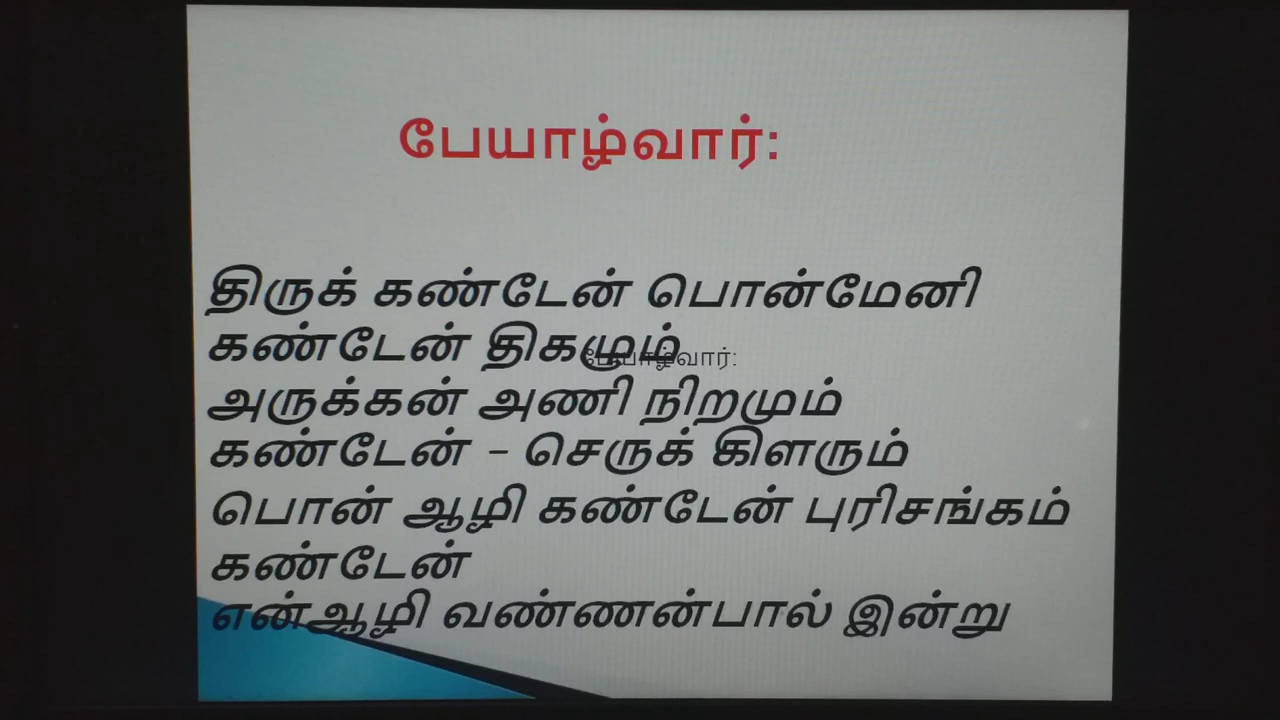 பேயாழ்வார்:
திருக் கண்டேன் பொன்மேனி
கண்டேன் திகழும்
பேயாழ்வார்:
அருக்கன் அணி நிறமும்
கண்டேன் – செருக் கிளரும்
பொன் ஆழி கண்டேன் புரிசங்கம்
கண்டேன்
என்ஆழி வண்ணன்பால் இன்று